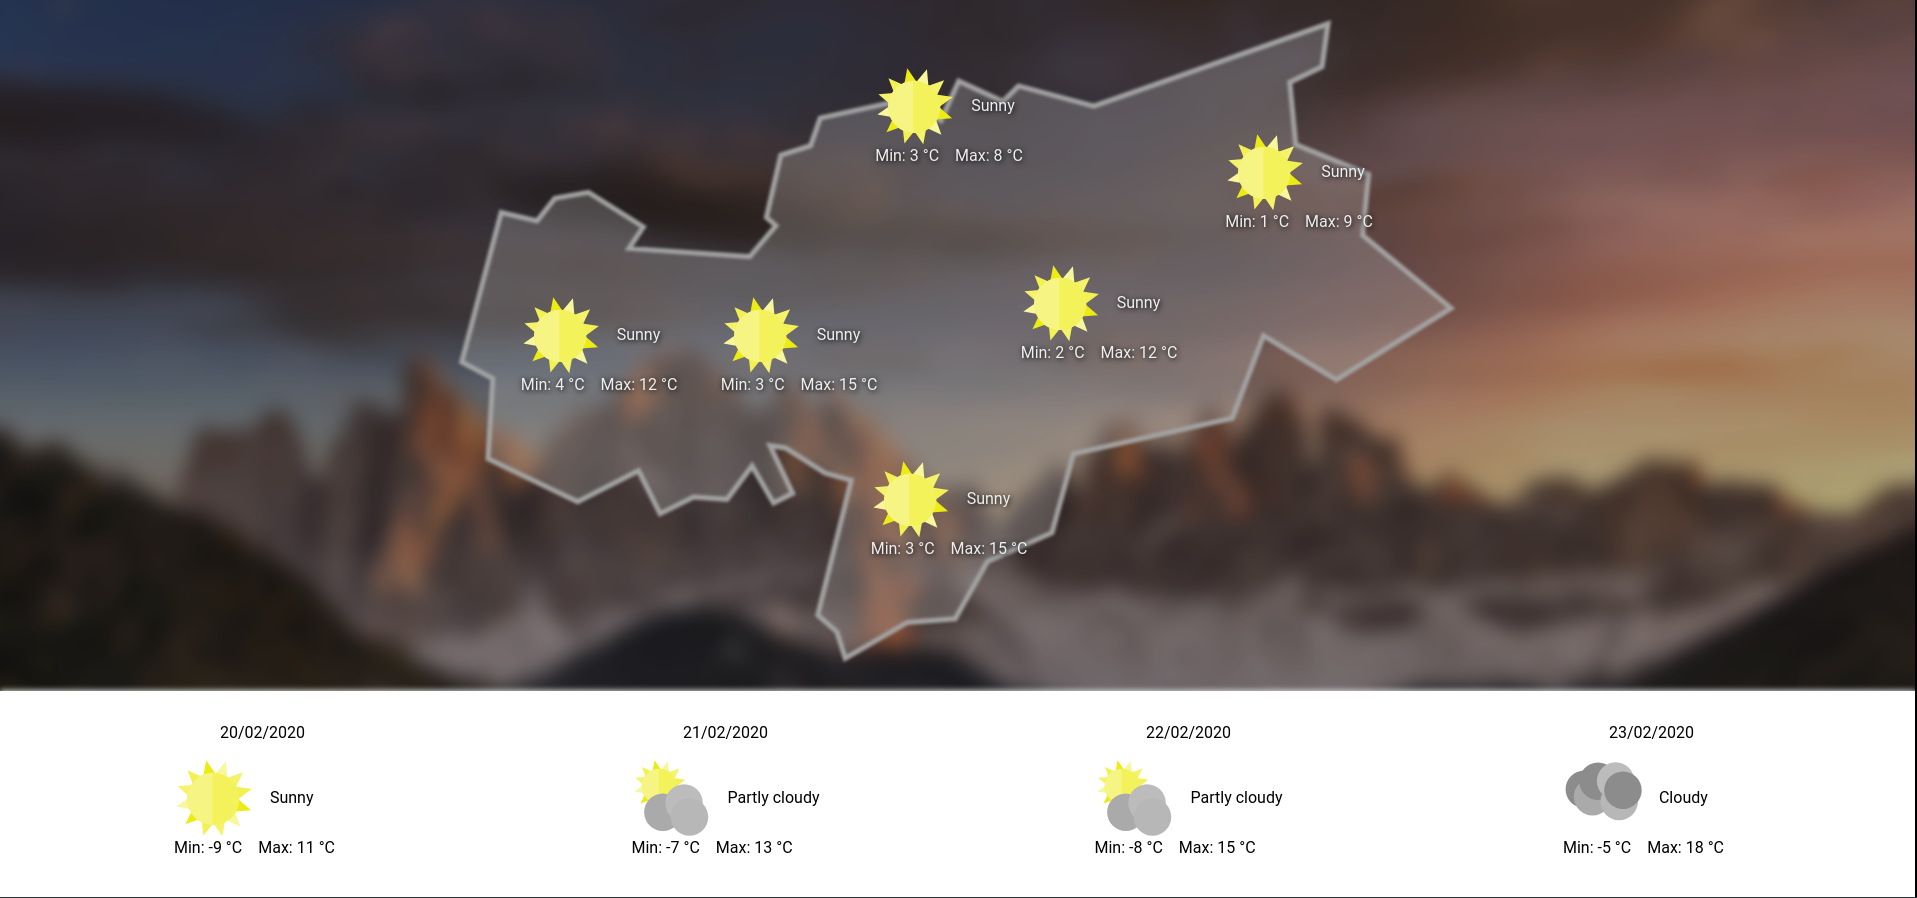 Sunny
Min: 3 °C Max: 8 °C
Sunny
Min: 1 °C Max: 9 °C
Sunny
Min: 2 °C Max: 12 °C
Sunny
Min: 4 °C Max: 12 °C
Sunny
Min: 3 °C Max: 15 °C
Sunny
Min: 3 °C Max: 15 °C
20/02/2020
Sunny
Min: -9 °C Max: 11 °C
21/02/2020
Partly cloudy
Min: -7 °C Max: 13 °C
22/02/2020
Partly cloudy
Min: -8 °C Max: 15 °C
23/02/2020
Cloudy
Min: -5 °C Max: 18 °C